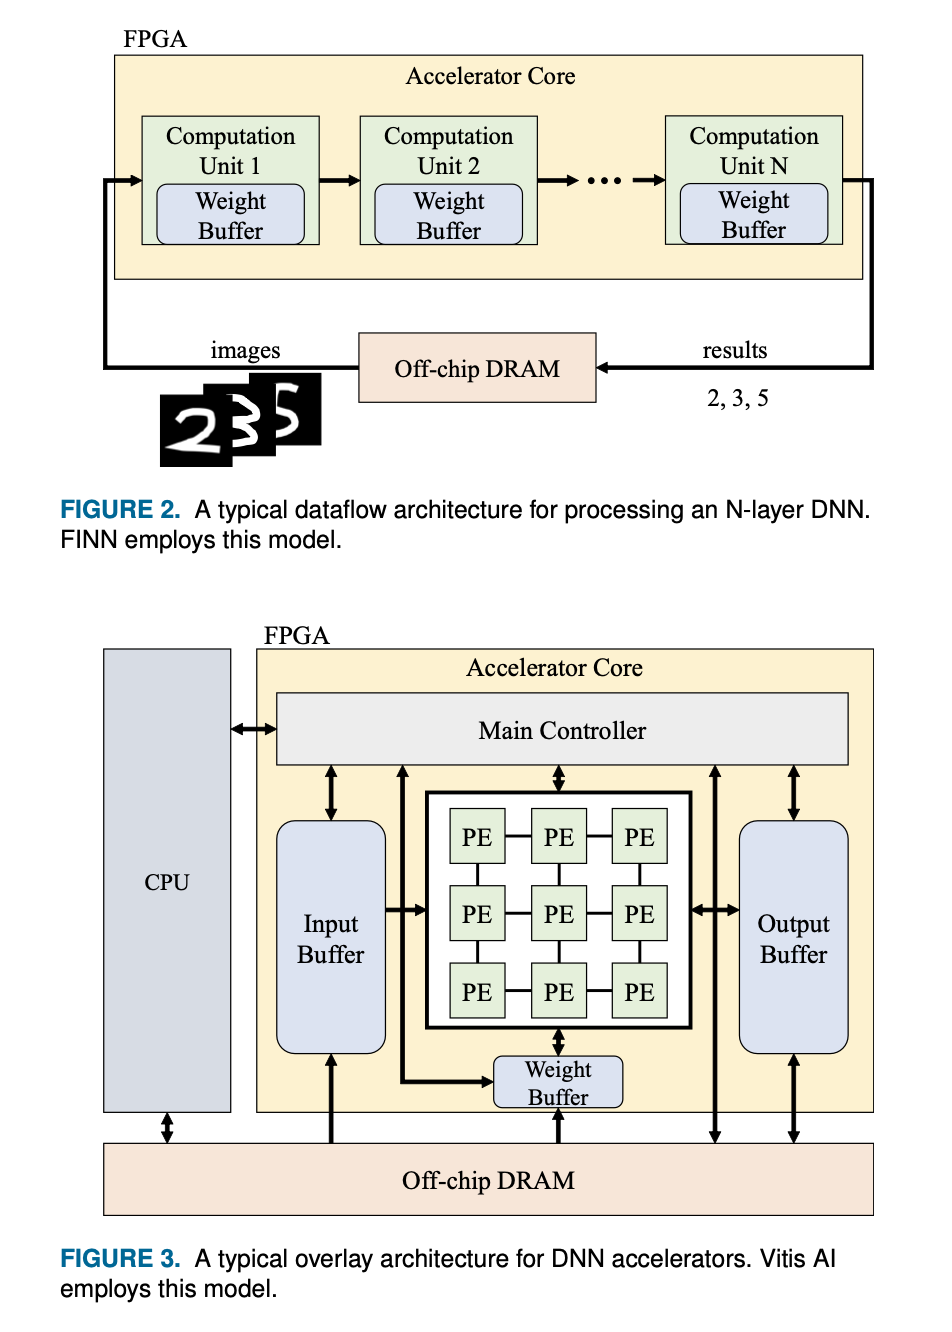 FPGA
Accelerator Core
Computation
Unit 1
Weight
Buffer
Computation
Unit 2
Weight
Buffer
•••
Computation
Unit N
Weight
Buffer
images
Off-chip DRAM
results
2, 3, 5
2 3 5
FIGURE 2. A typical dataflow architecture for processing an N-layer DNN.
FINN employs this model.
FPGA
Accelerator Core
Main Controller
CPU
Input
Buffer
PE PE PE
PE PE PE
PE PE PE
Output
Buffer
Weight
Buffer
Off-chip DRAM
FIGURE 3. A typical overlay architecture for DNN accelerators. Vitis AI
employs this model.